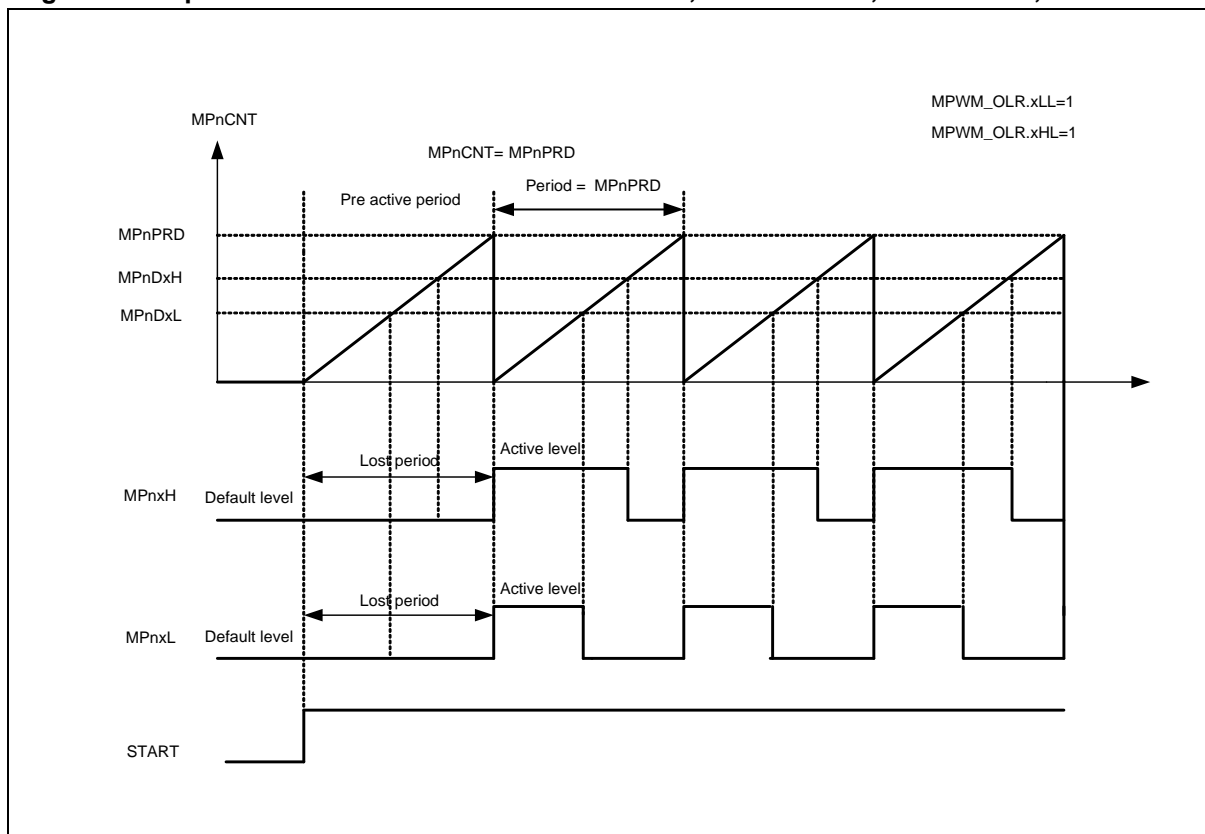 MPWM_OLR.xLL=1
MPnCNT
MPWM_OLR.xHL=1
MPnCNT= MPnPRD
Pre active period
Period = MPnPRD
MPnPRD
MPnDxH
MPnDxL
Lost period
Active level
MPnxH
Default level
Lost period
Active level
MPnxL
Default level
START